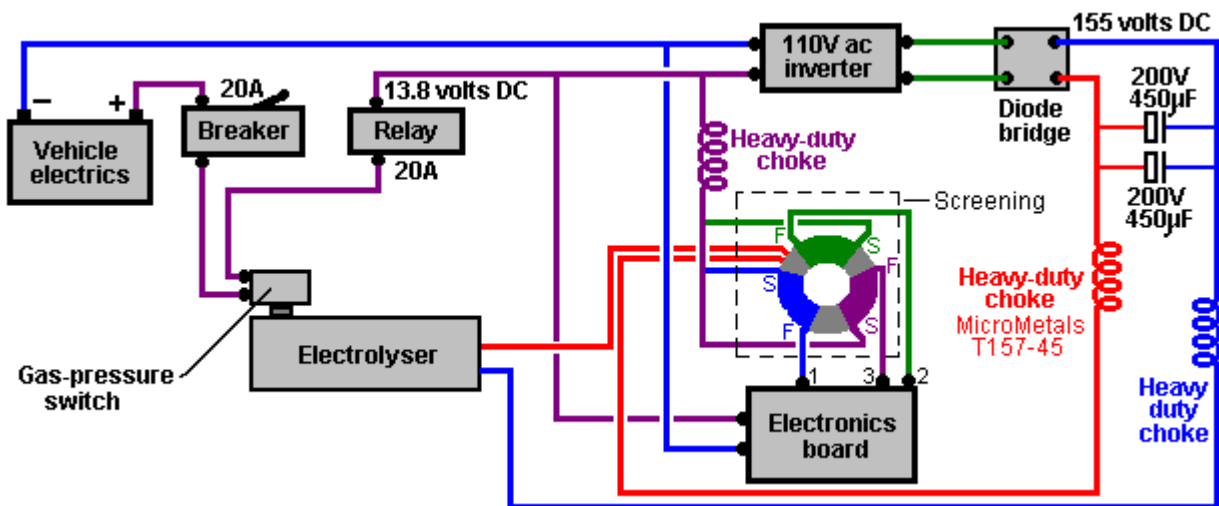 155 volts DC
110V ac
inverter
20A
13.8 volts DC
200V
450µF
−
+
Breaker
Relay
Diode
bridge
Vehicle
electrics
Heavy-duty
choke
20A
200V
450µF
Screening
F
S
F
S
Heavy-duty
choke
MicroMetals
T157-45
F
S
Electrolyser
Gas-pressure
switch
1
3
2
Heavy
duty
choke
Electronics
board